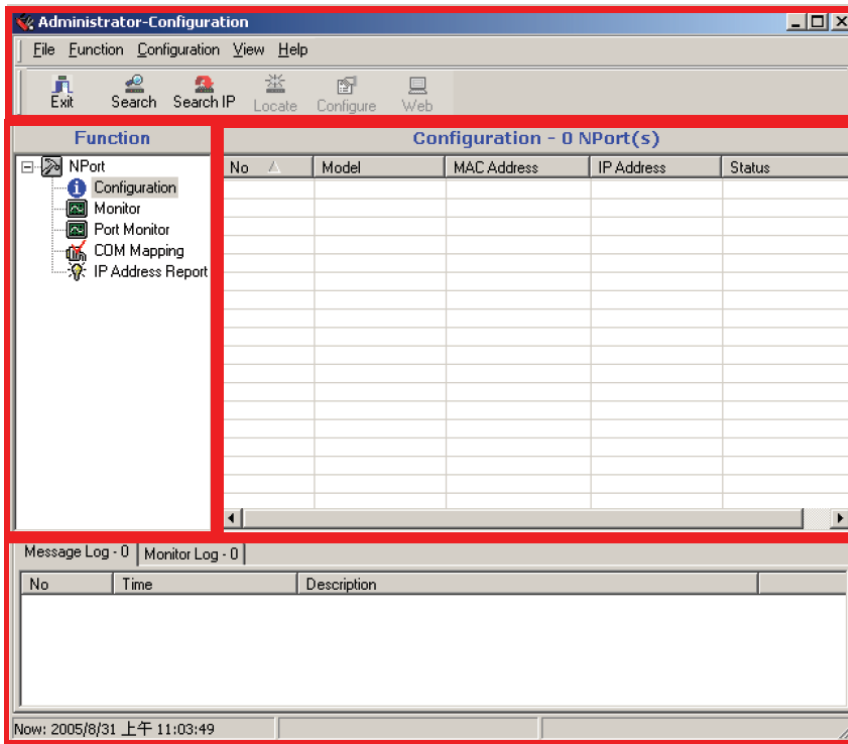 Administrator-Configuration
File Function Configuration View Help
Exit Search Search IP Locate Configure Web
Function
Configuration - 0 NPort(s)
NPort
Configuration
Monitor
Port Monitor
COM Mapping
IP Address Report
No Model MAC Address IP Address Status
Message Log - 0 Monitor Log - 0
No Time Description
Now: 2005/8/31 上午 11:03:49